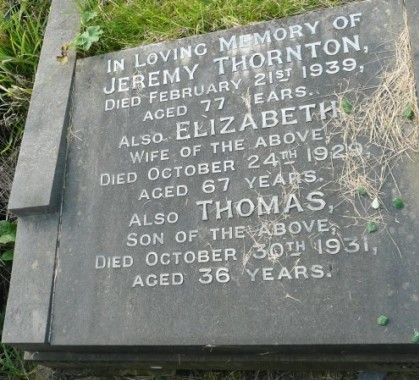 In Loving Memory of
JEREMY THORNTON,
Died February 21st 1939,
aged 77 years.
Also ELIZABETH
Wife of the above,
Died October 24th 1929,
aged 67 years.
Also THOMAS,
Son of the above,
Died October 30th 1931,
aged 36 years.